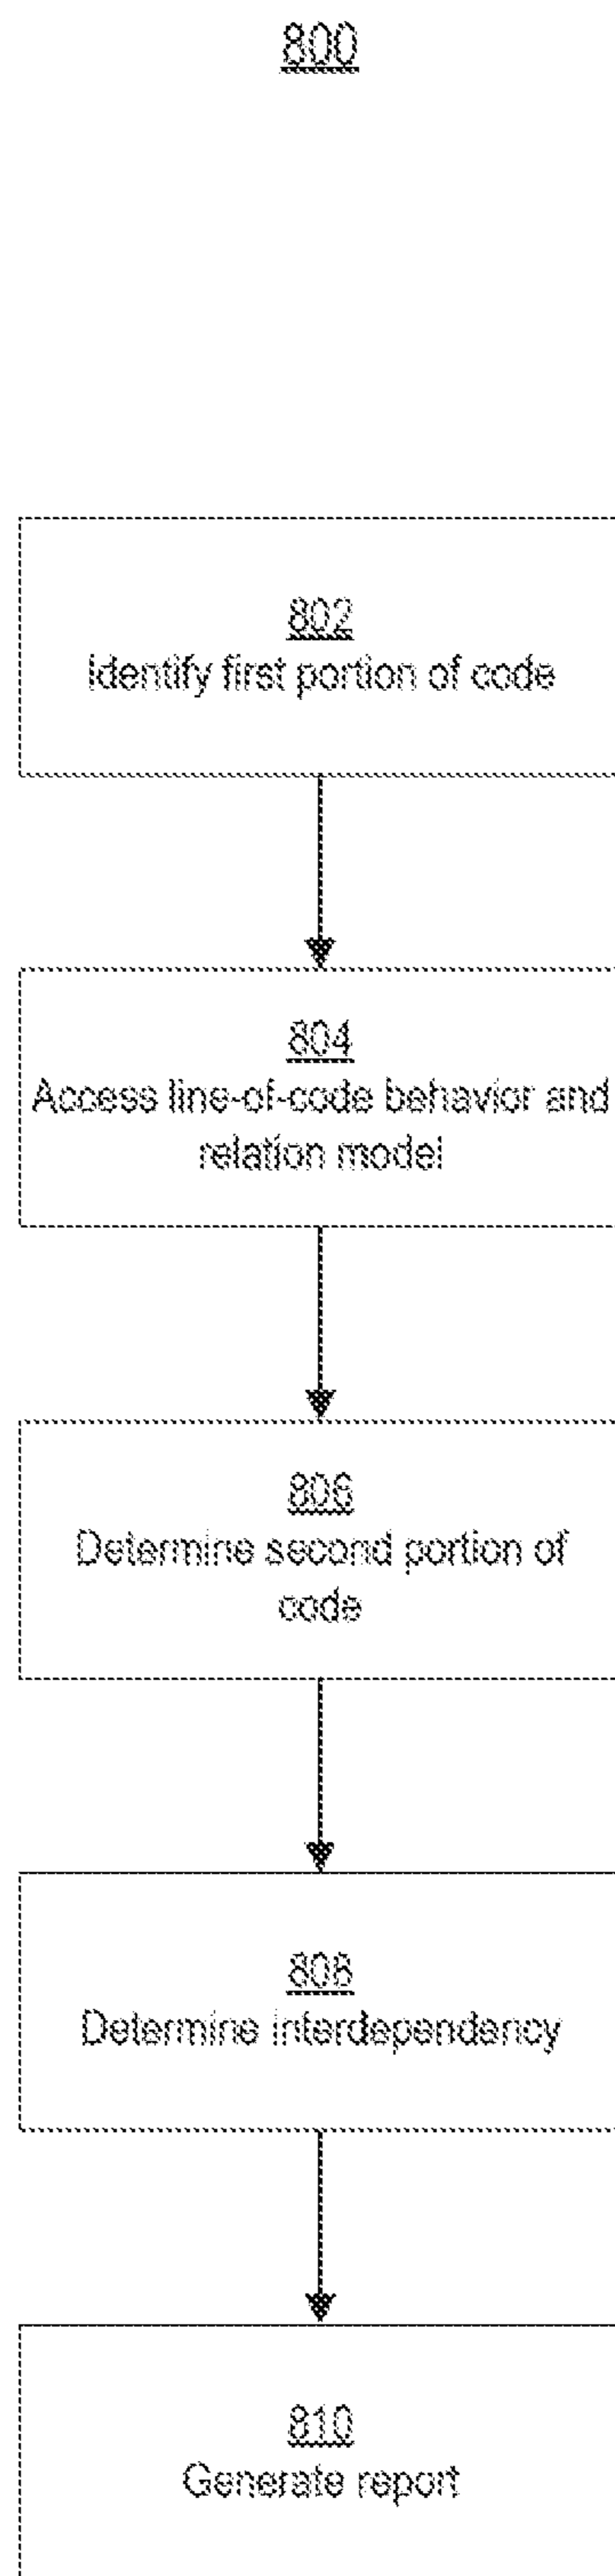 800
802
Identify first portion of code
804
Access line-of-code behavior and
relation model
806
Determine second portion of
code
808
Determine interdependency
810
Generate report